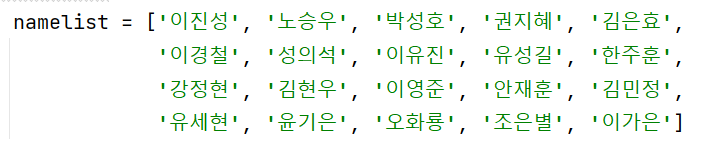 namelist = ['이진성', '노승우', '박성호', '권지혜', '김은효',
'이경철', '성의석', '이유진', '유성길', '한주훈',
'강정현', '김현우', '이영준', '안재훈', '김민정',
'유세현', '윤기은', '오화룡', '조은별', '이가은']